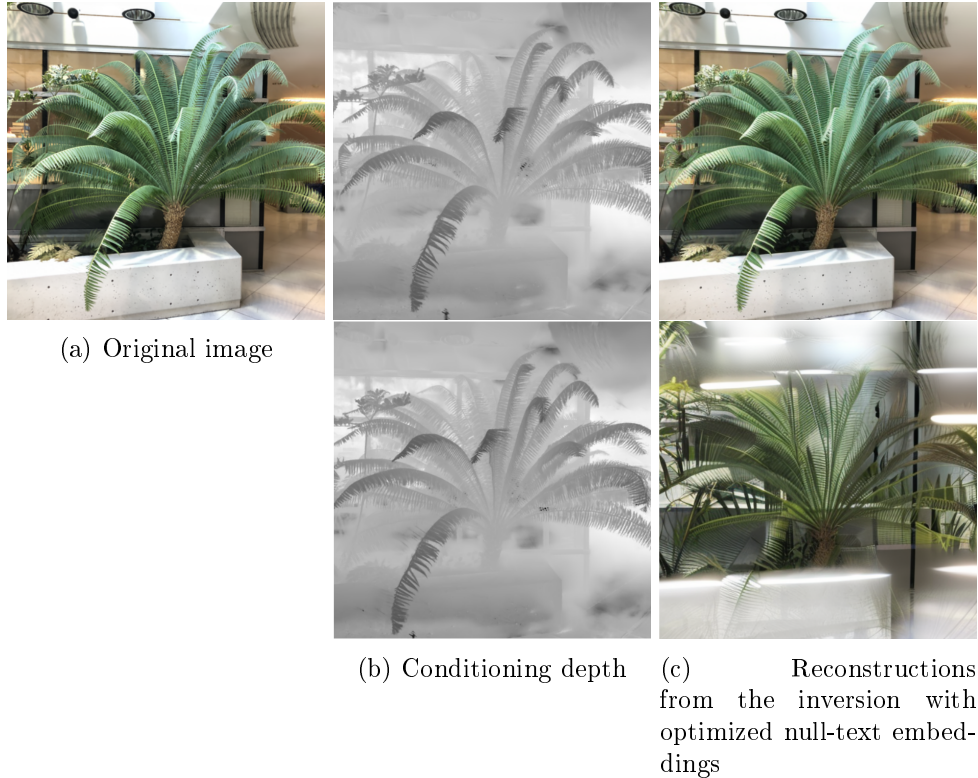 (a) Original image
(b) Conditioning depth
(c) Reconstructions
from the inversion with
optimized null-text embed-
dings